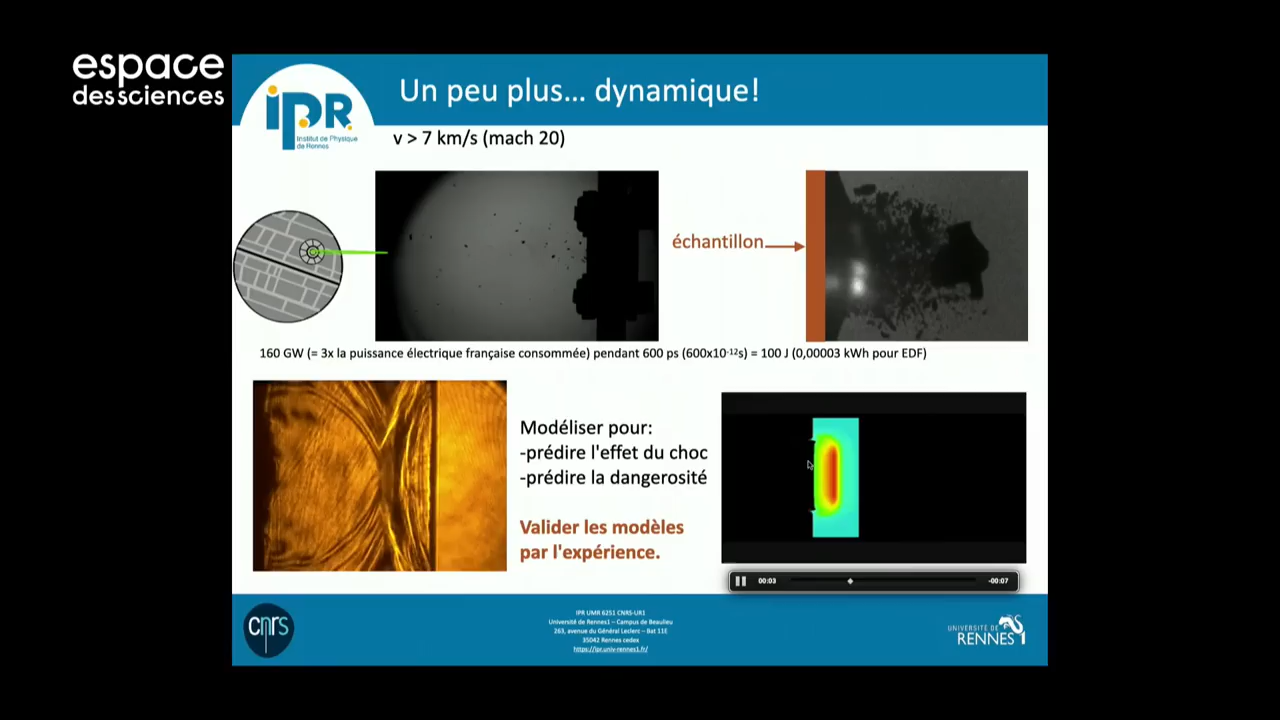 espace
des sciences
Un peu plus... dynamique!
IPR
Institut de Physique
de Rennes
v > 7 km/s (mach 20)
échantillon
160 GW (= 3x la puissance électrique française consommée) pendant 600 ps (600x10⁻¹²s) = 100 J (0,00003 kWh pour EDF)
Modéliser pour:
-prédire l'effet du choc
-prédire la dangerosité
Valider les modèles
par l'expérience.
00:03
-00:07
cnrs
IPR UMR 6251 CNRS-UR1
Université de Rennes1 – Campus de Beaulieu
263, avenue du Général Leclerc – Bat 11E
35042 Rennes cedex
https://ipr.univ-rennes1.fr/
UNIVERSITÉ DE
RENNES 1